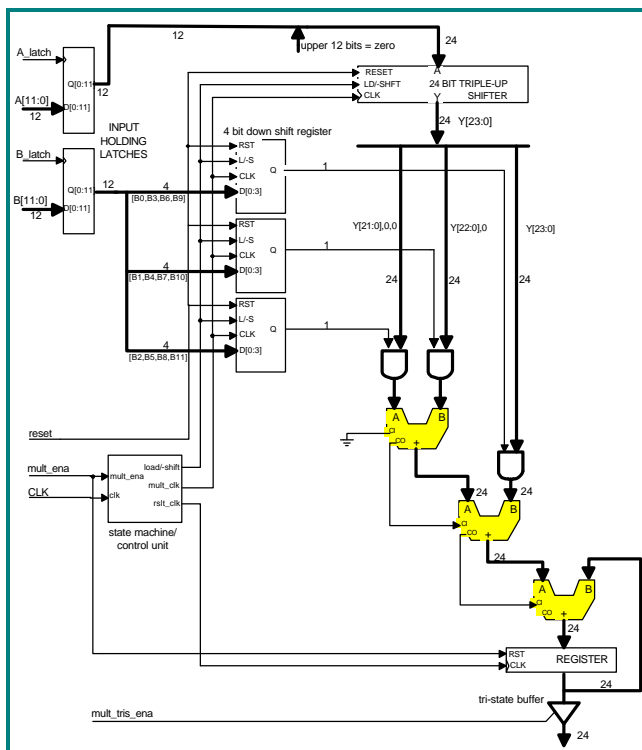 12
24
upper 12 bits = zero
A_latch
Q[0:11]
12
A[11:0]
D[0:11]
12
RESET
A
LD/-SHFT
24 BIT TRIPLE-UP
CLK
Y
SHIFTER
24
Y[23:0]
INPUT
HOLDING
LATCHES
4 bit down shift register
B_latch
Q[0:11]
12
B[11:0]
D[0:11]
12
RST
L/-S
Q
1
CLK
4
D[0:3]
[B0,B3,B6,B9]
RST
L/-S
Q
1
CLK
4
D[0:3]
[B1,B4,B7,B10]
RST
L/-S
Q
1
CLK
4
D[0:3]
[B2,B5,B8,B11]
Y[21:0],0,0
Y[22:0],0
Y[23:0]
24
24
24
A
B
CI
CO
+
reset
mult_ena
CLK
load/-shift
mult_ena
mult_clk
clk
rslt_clk
state machine/
control unit
24
24
A
B
CI
CO
+
24
A
B
CI
CO
+
24
RST
REGISTER
CLK
24
tri-state buffer
mult_tris_ena
24